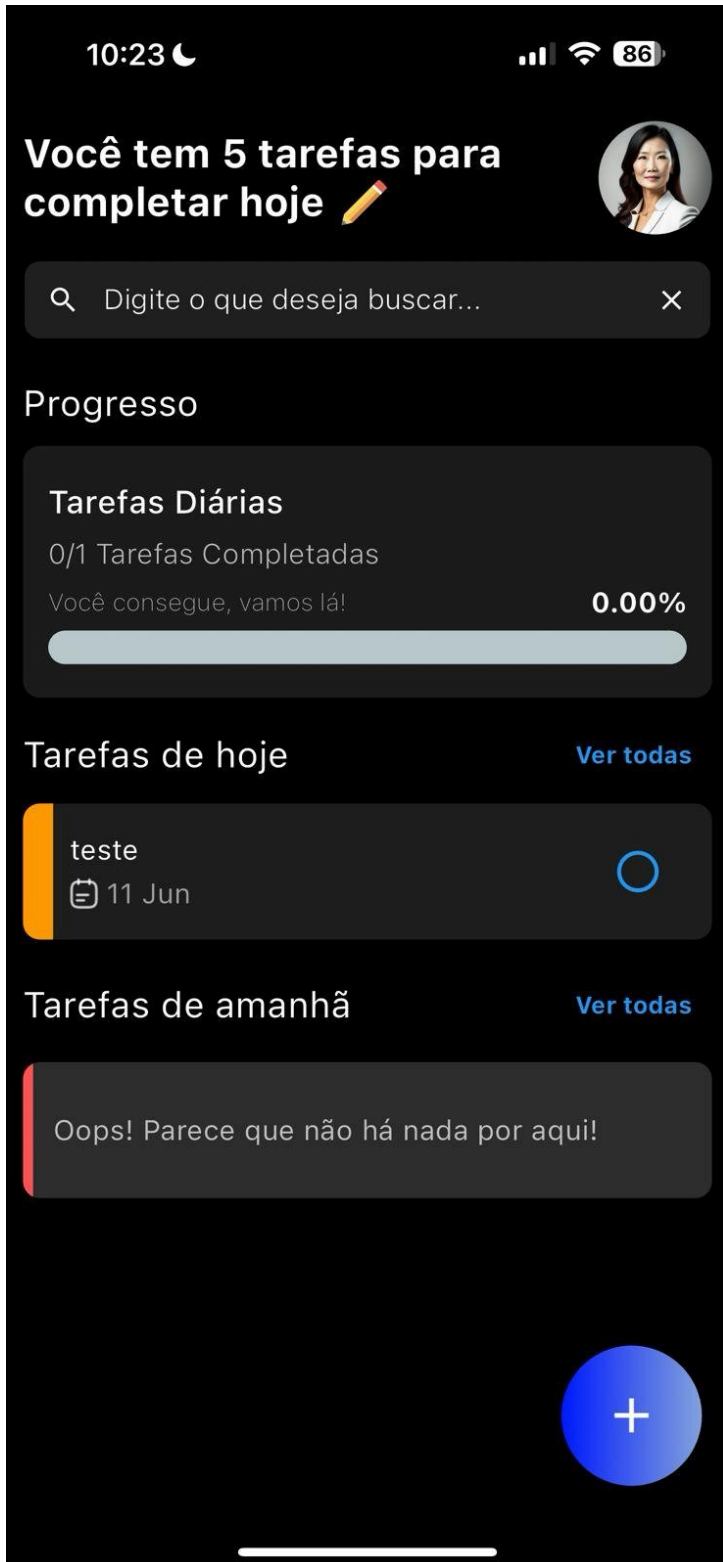 10:23
86
Você tem 5 tarefas para
completar hoje ✏️
Digite o que deseja buscar...
Progresso
Tarefas Diárias
0/1 Tarefas Completadas
Você consegue, vamos lá!
0.00%
Tarefas de hoje
Ver todas
teste
11 Jun
Tarefas de amanhã
Ver todas
Oops! Parece que não há nada por aqui!
+